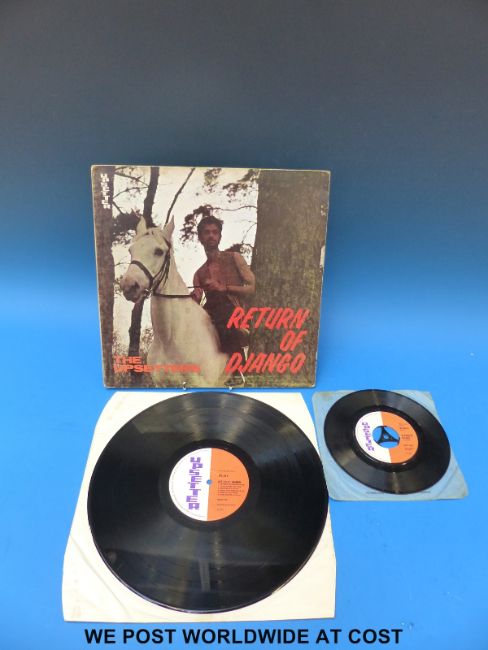 UPSETTER
RETURN
OF
DJANGO
THE
UPSETTERS
UPSETTER
UPSETTER
WE POST WORLDWIDE AT COST